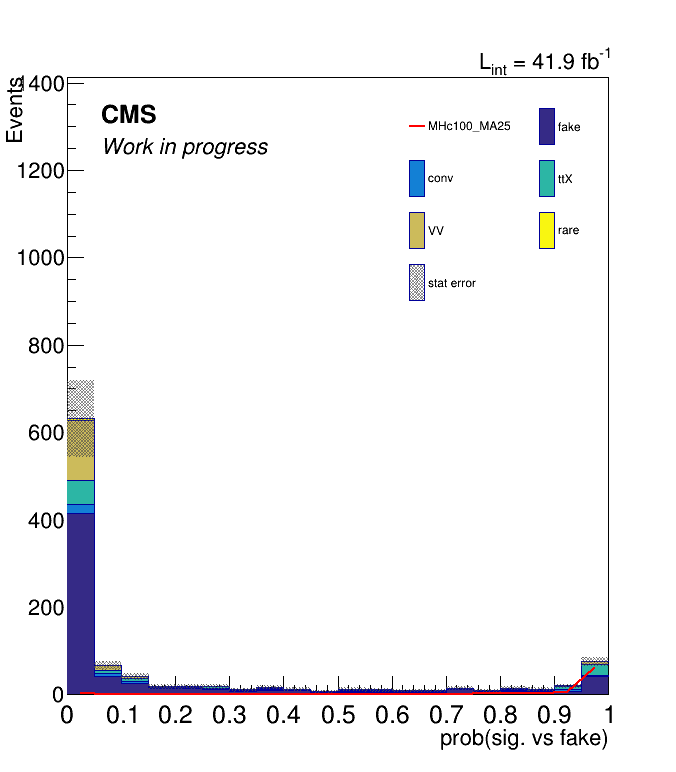 L_int = 41.9 fb^-1
Events
CMS
Work in progress
MHc100_MA25
fake
conv
ttX
VV
rare
stat error
1400
1200
1000
800
600
400
200
0
0 0.1 0.2 0.3 0.4 0.5 0.6 0.7 0.8 0.9 1
prob(sig. vs fake)